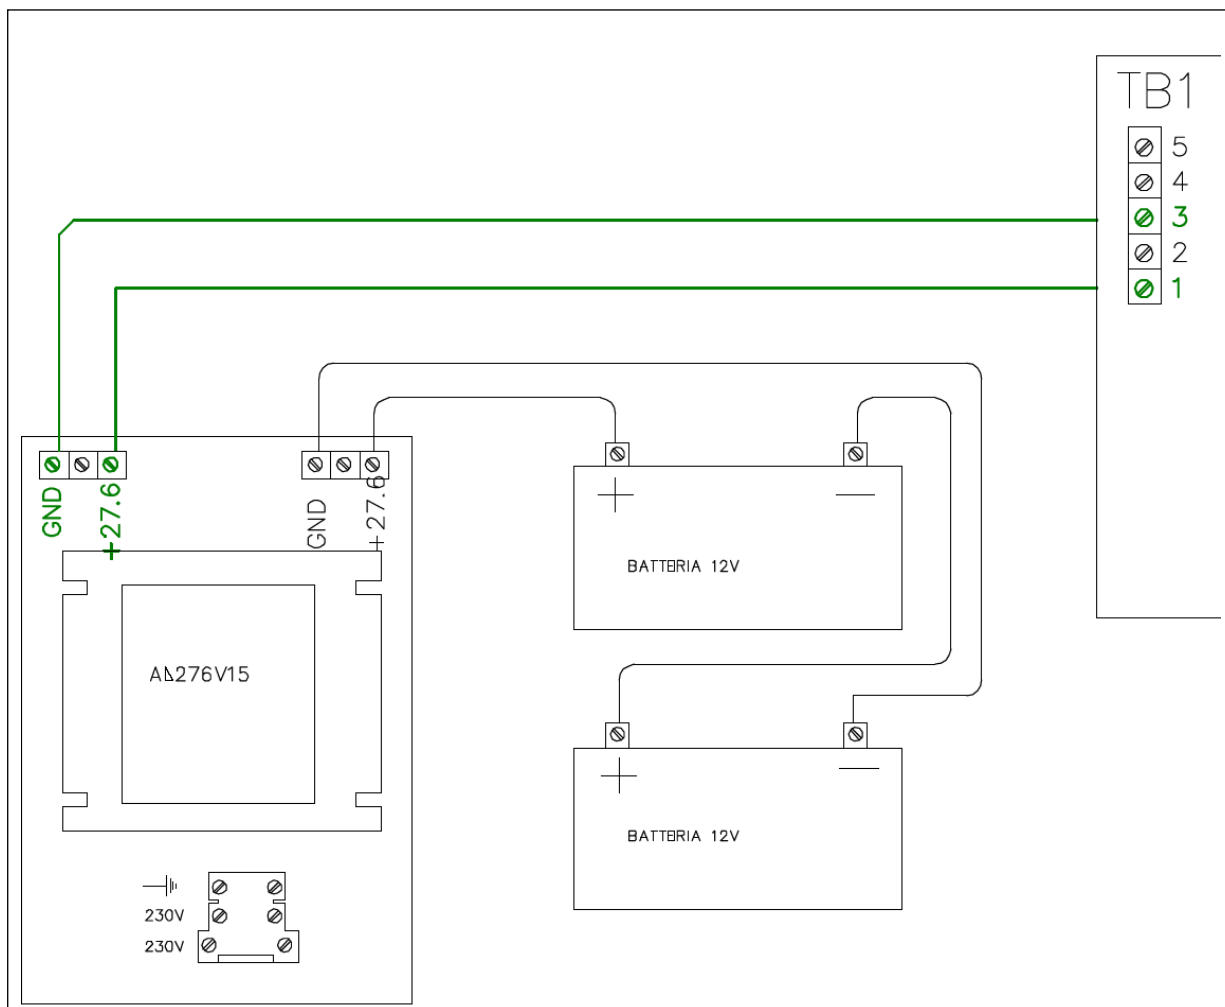 TB1
5
4
3
2
1
GND
+27.6
GND
+27.6
BATTERIA 12V
AL276V15
BATTERIA 12V
230V
230V